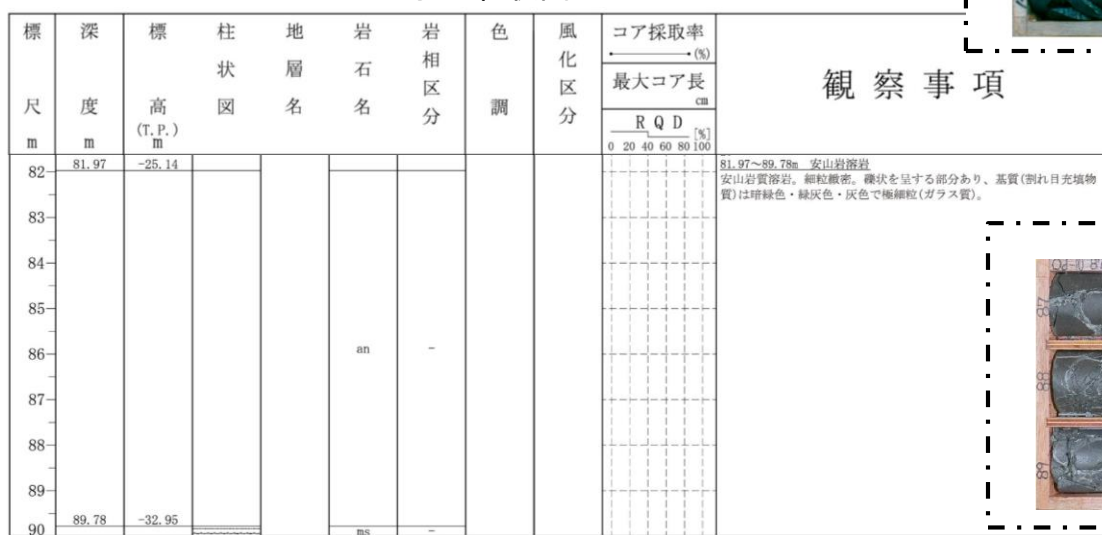 標尺 m
深度 m
標高 (T.P.) m
柱状図
地層名
岩石名
岩相区分
色調
風化区分
コア採取率 (%)
最大コア長 cm
R Q D [%]
0 20 40 60 80 100
観察事項
81.97 -25.14
82
83
84
85
86 an -
87
88
89
89.78 -32.95
90 ms -
81.97~89.78m 安山岩溶岩
安山岩質溶岩。細粒緻密。礫状を呈する部分あり、基質(割れ目充填物
質)は暗緑色・緑灰色・灰色で極細粒(ガラス質)。
87
88
89